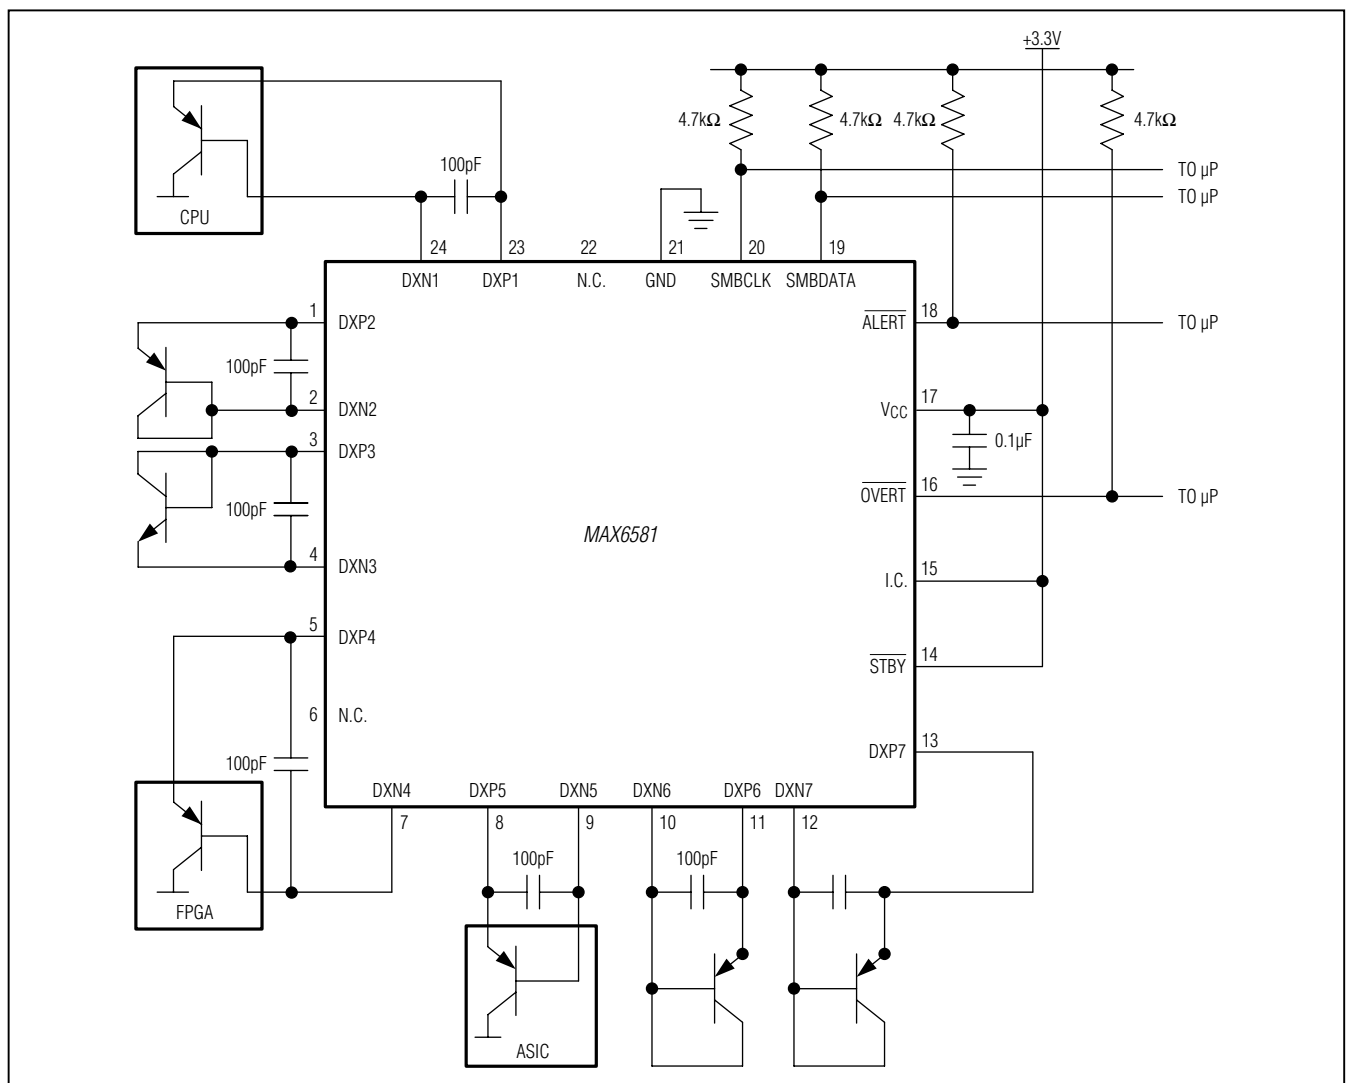 +3.3V
4.7kΩ 4.7kΩ 4.7kΩ 4.7kΩ
100pF
TO µP
TO µP
CPU
24 23 22 21 20 19
DXN1 DXP1 N.C. GND SMBCLK SMBDATA
1 DXP2
ALERT 18
TO µP
100pF
2 DXN2
VCC 17
0.1µF
3 DXP3
100pF
OVERT 16
TO µP
MAX6581
4 DXN3
I.C. 15
5 DXP4
STBY 14
6 N.C.
DXP7 13
100pF
DXN4 DXP5 DXN5 DXN6 DXP6 DXN7
7 8 9 10 11 12
100pF 100pF
FPGA
ASIC